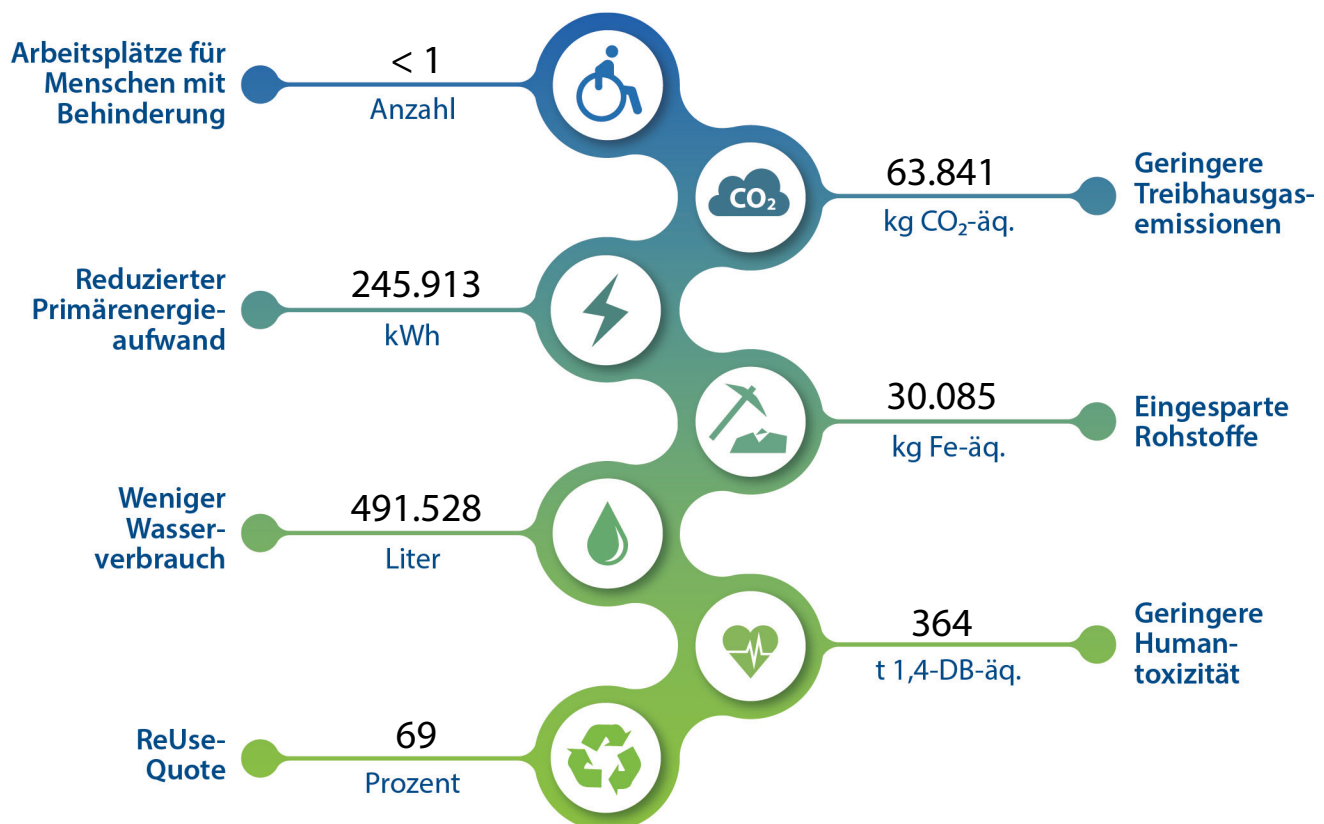 Arbeitsplätze für
Menschen mit
Behinderung
< 1
Anzahl
CO₂
63.841
kg CO₂-äq.
Geringere
Treibhausgas-
emissionen
Reduzierter
Primärenergie-
aufwand
245.913
kWh
30.085
kg Fe-äq.
Eingesparte
Rohstoffe
Weniger
Wasser-
verbrauch
491.528
Liter
364
t 1,4-DB-äq.
Geringere
Human-
toxizität
ReUse-
Quote
69
Prozent